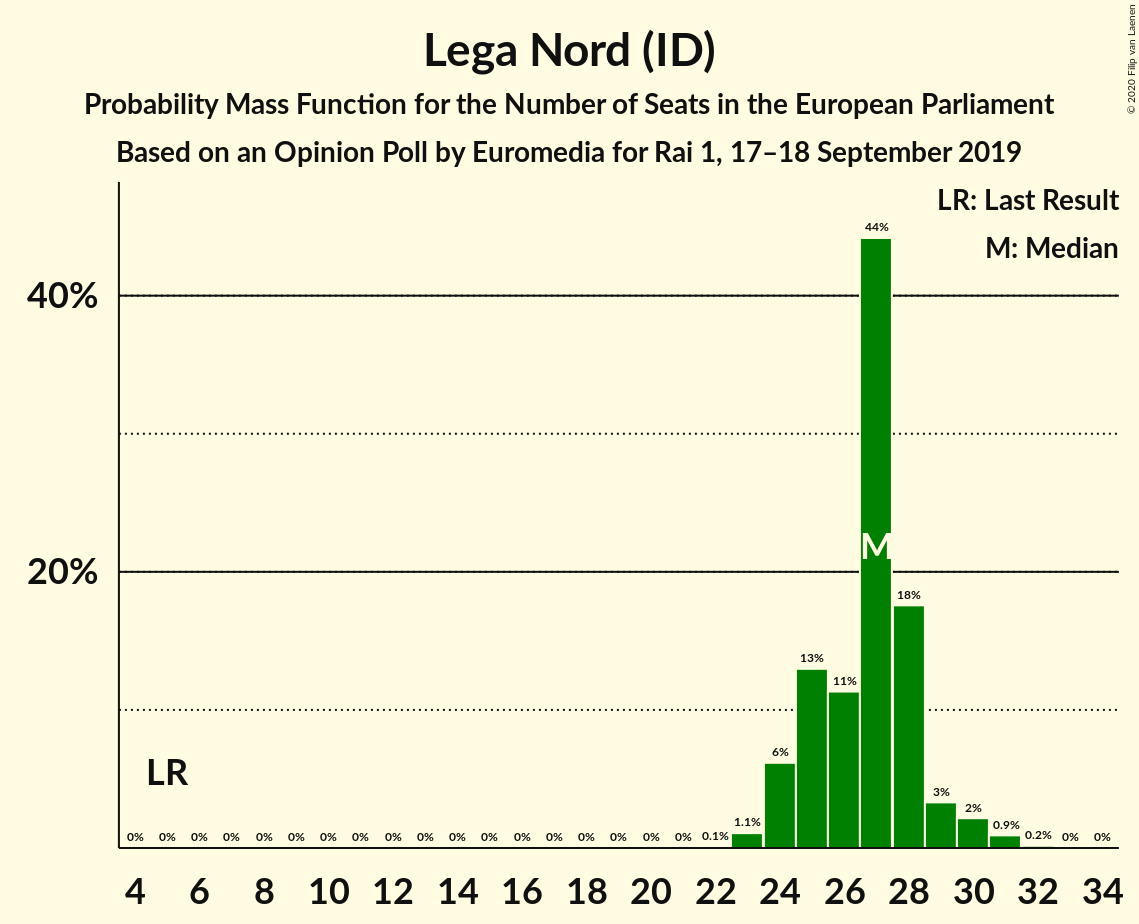 Lega Nord (ID)
Probability Mass Function for the Number of Seats in the European Parliament
Based on an Opinion Poll by Euromedia for Rai 1, 17–18 September 2019
© 2020 Filip van Laenen
LR: Last Result
M: Median
44%
40%
M
20%
18%
13%
11%
6%
LR
3%
2%
0% 0% 0% 0% 0% 0% 0% 0% 0% 0% 0% 0% 0% 0% 0% 0% 0% 0% 0.1% 1.1% 0.9% 0.2% 0% 0%
4 6 8 10 12 14 16 18 20 22 24 26 28 30 32 34